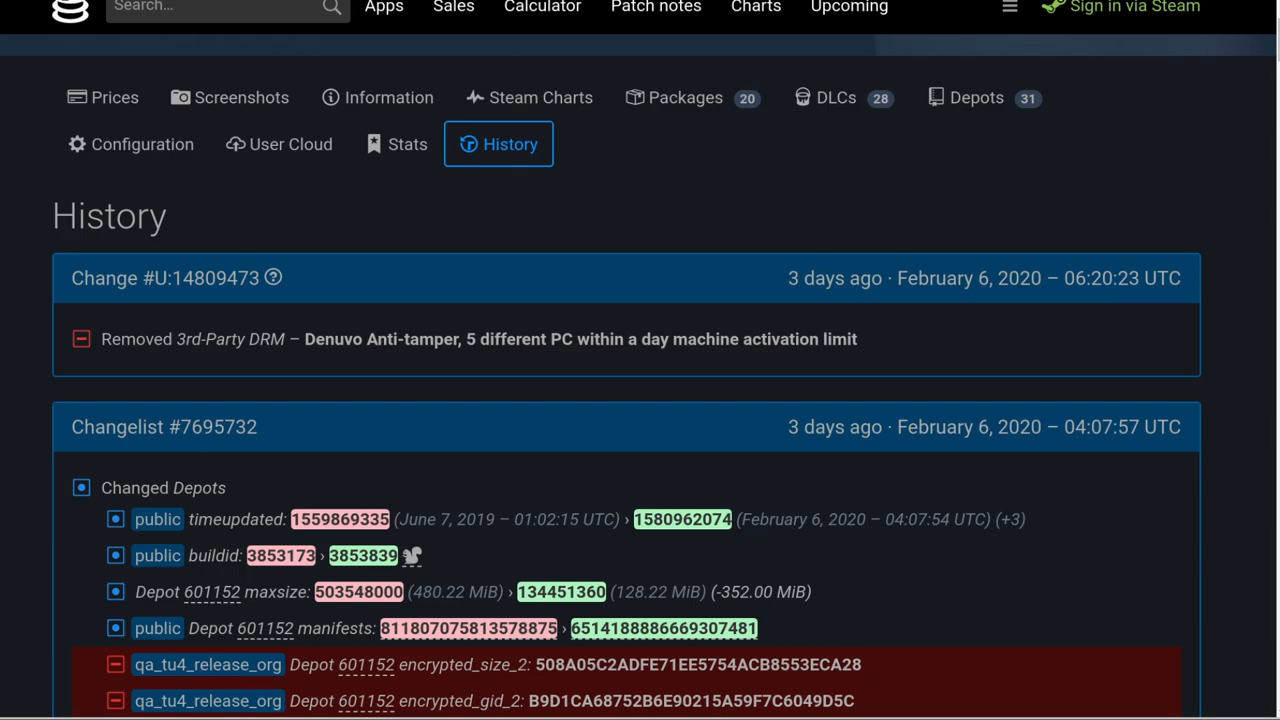 Search...
Apps
Sales
Calculator
Patch notes
Charts
Upcoming
Sign in via Steam
Prices
Screenshots
Information
Steam Charts
Packages 20
DLCs 28
Depots 31
Configuration
User Cloud
Stats
History
History
Change #U:14809473
3 days ago · February 6, 2020 – 06:20:23 UTC
Removed 3rd-Party DRM – Denuvo Anti-tamper, 5 different PC within a day machine activation limit
Changelist #7695732
3 days ago · February 6, 2020 – 04:07:57 UTC
Changed Depots
public timeupdated: 1559869335 (June 7, 2019 – 01:02:15 UTC) › 1580962074 (February 6, 2020 – 04:07:54 UTC) (+3)
public buildid: 3853173 › 3853839
Depot 601152 maxsize: 503548000 (480.22 MiB) › 134451360 (128.22 MiB) (-352.00 MiB)
public Depot 601152 manifests: 811807075813578875 › 6514188886669307481
qa_tu4_release_org Depot 601152 encrypted_size_2: 508A05C2ADFE71EE5754ACB8553ECA28
qa_tu4_release_org Depot 601152 encrypted_gid_2: B9D1CA68752B6E90215A59F7C6049D5C